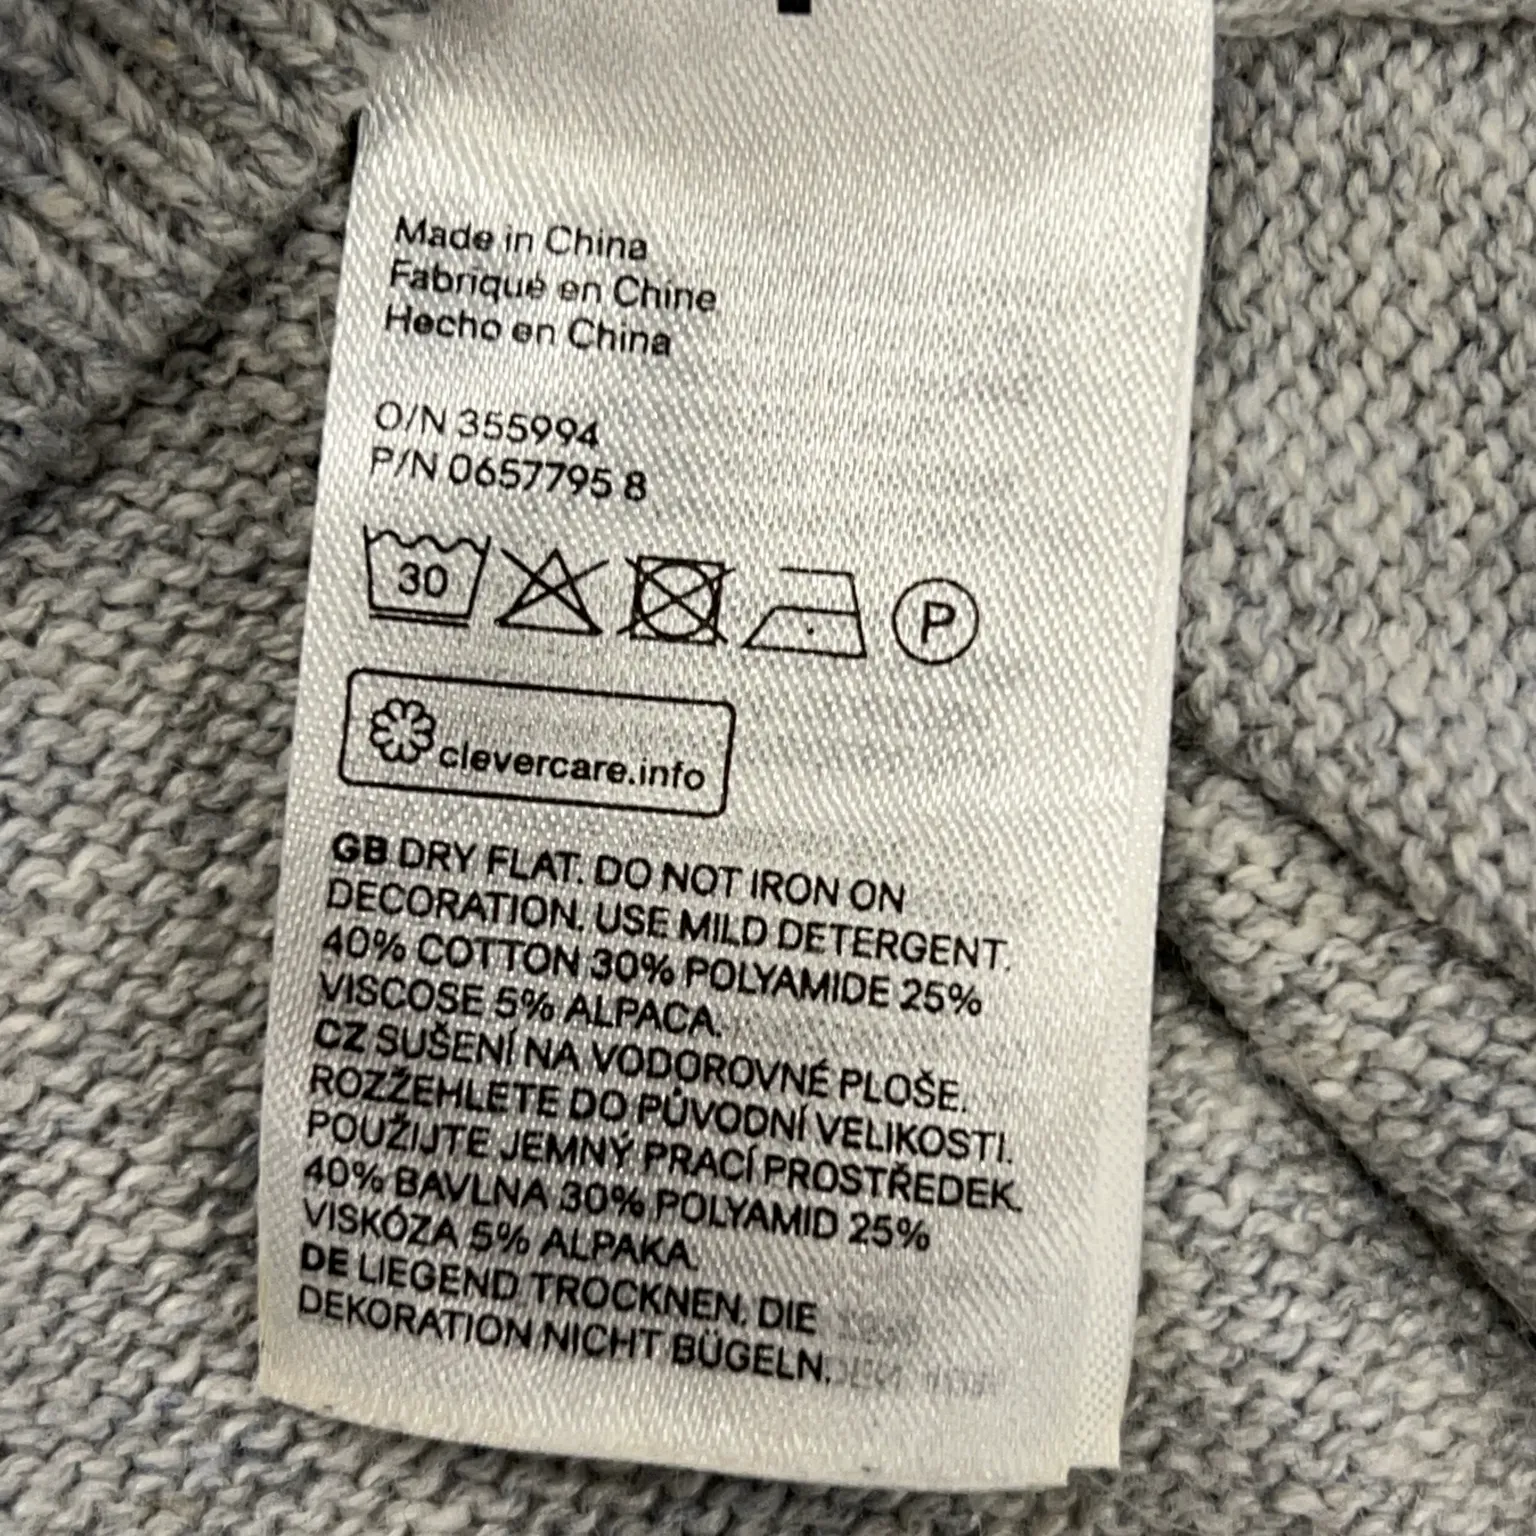 Made in China
Fabriqué en Chine
Hecho en China
O/N 355994
P/N 0657795 8
30
P
clevercare.info
GB DRY FLAT. DO NOT IRON ON
DECORATION. USE MILD DETERGENT.
40% COTTON 30% POLYAMIDE 25%
VISCOSE 5% ALPACA.
CZ SUŠENÍ NA VODOROVNÉ PLOŠE.
ROZŽEHLETE DO PŮVODNÍ VELIKOSTI.
POUŽIJTE JEMNÝ PRACÍ PROSTŘEDEK.
40% BAVLNA 30% POLYAMID 25%
VISKÓZA 5% ALPAKA.
DE LIEGEND TROCKNEN. DIE
DEKORATION NICHT BÜGELN.